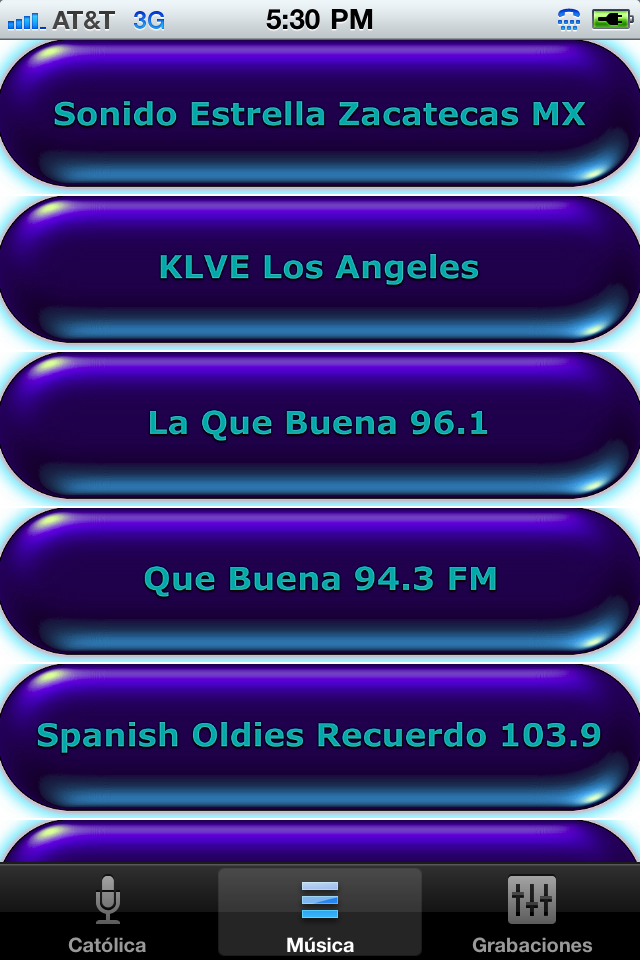 AT&T 3G 5:30 PM
Sonido Estrella Zacatecas MX
KLVE Los Angeles
La Que Buena 96.1
Que Buena 94.3 FM
Spanish Oldies Recuerdo 103.9
Católica Música Grabaciones